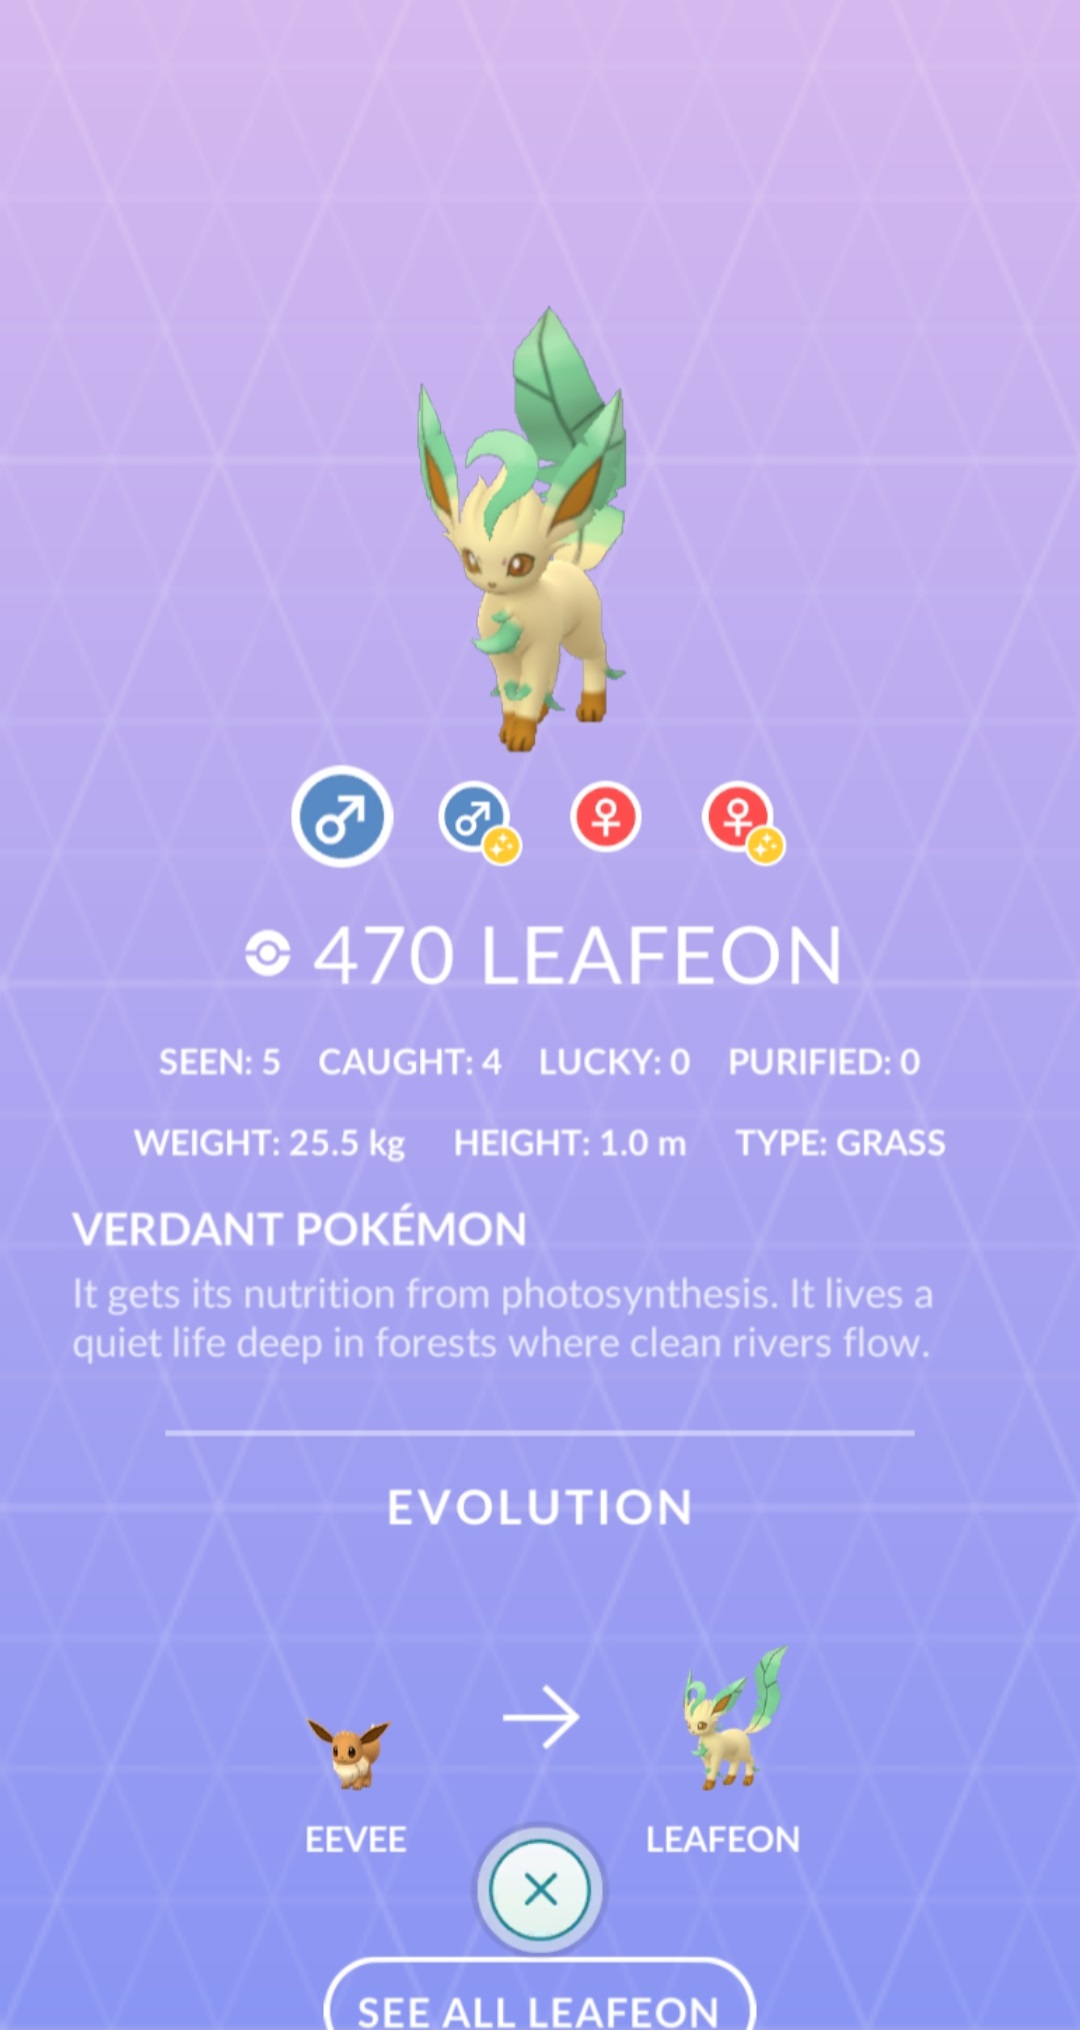 470 LEAFEON
SEEN: 5 CAUGHT: 4 LUCKY: 0 PURIFIED: 0
WEIGHT: 25.5 kg HEIGHT: 1.0 m TYPE: GRASS
VERDANT POKÉMON
It gets its nutrition from photosynthesis. It lives a
quiet life deep in forests where clean rivers flow.
EVOLUTION
EEVEE LEAFEON
SEE ALL LEAFEON